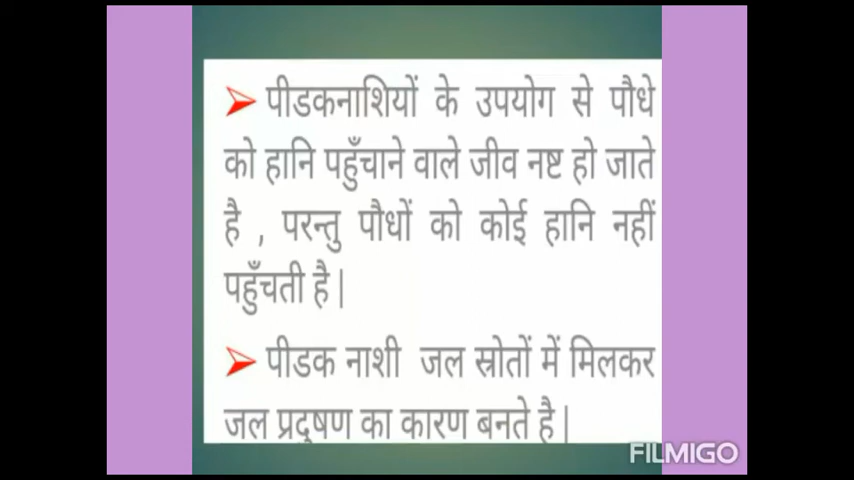 ➢ पीडकनाशियों के उपयोग से पौधे
को हानि पहुँचाने वाले जीव नष्ट हो जाते
है , परन्तु पौधों को कोई हानि नहीं
पहुँचती है|
➢ पीडक नाशी जल स्रोतों में मिलकर
जल प्रदूषण का कारण बनते है|
FILMIGO